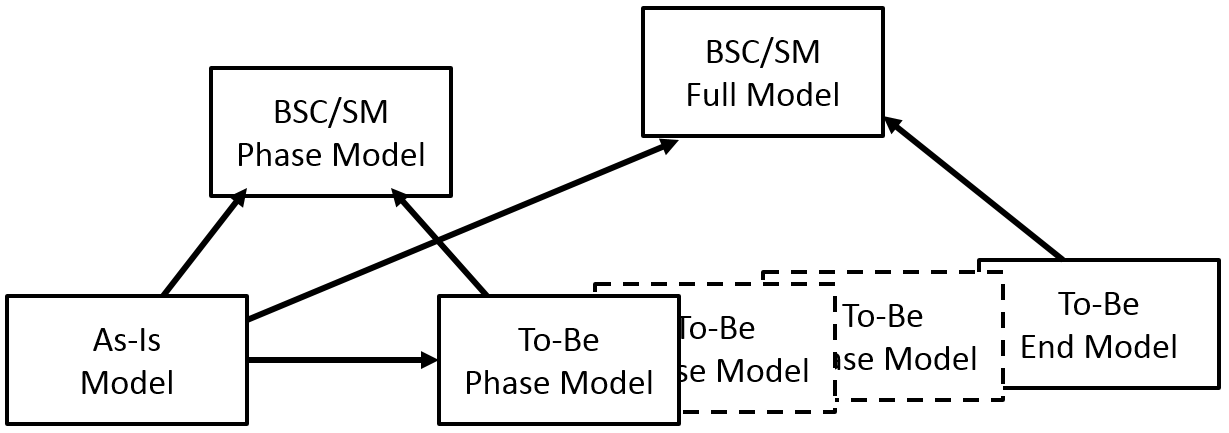 BSC/SM
Full Model
BSC/SM
Phase Model
As-Is
Model
To-Be
Phase Model
To-Be
se Model
To-Be
ase Model
To-Be
End Model